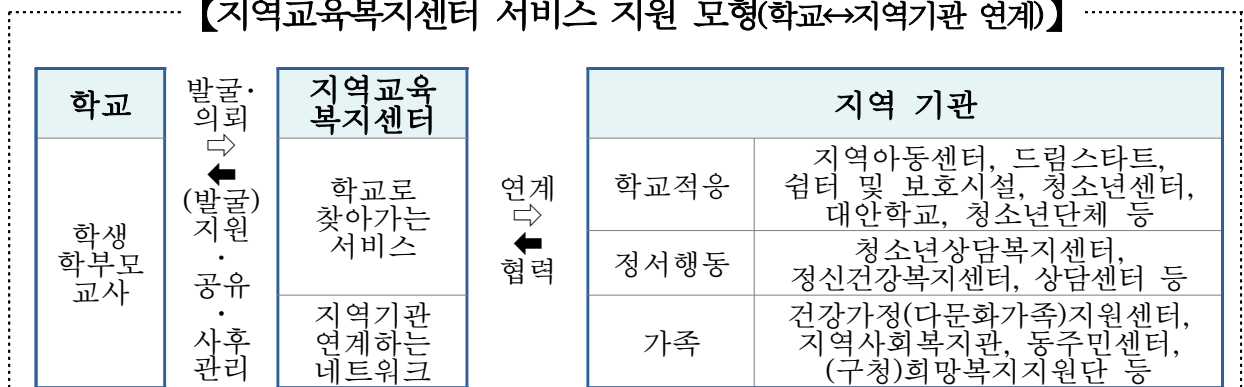 【지역교육복지센터 서비스 지원 모형(학교↔지역기관 연계)】
학교
발굴·
의뢰
⇨
🡄
(발굴)
지원
·
공유
·
사후
관리
지역교육
복지센터
지역 기관
학생
학부모
교사
학교로
찾아가는
서비스
지역기관
연계하는
네트워크
연계
⇨
🡄
협력
학교적응
지역아동센터, 드림스타트,
쉼터 및 보호시설, 청소년센터,
대안학교, 청소년단체 등
정서행동
청소년상담복지센터,
정신건강복지센터, 상담센터 등
가족
건강가정(다문화가족)지원센터,
지역사회복지관, 동주민센터,
(구청)희망복지지원단 등